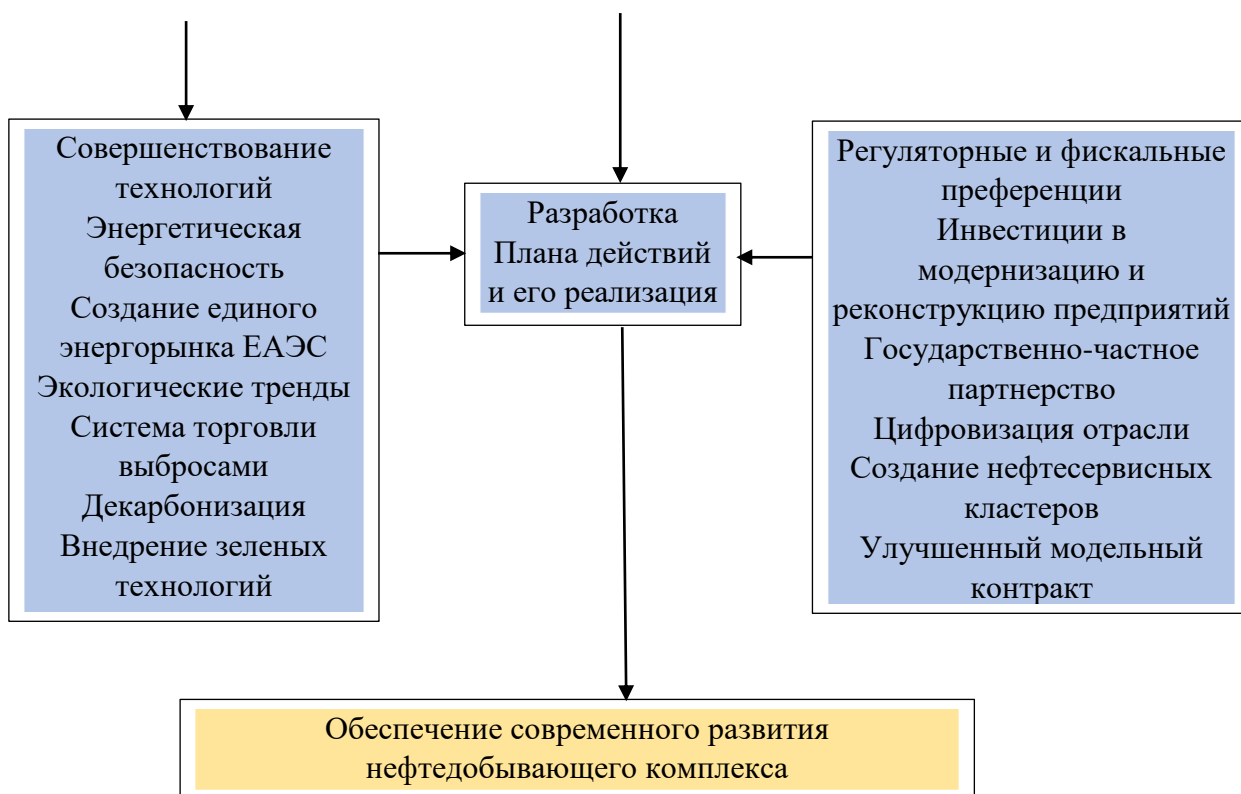 Совершенствование
технологий
Энергетическая
безопасность
Создание единого
энергорынка ЕАЭС
Экологические тренды
Система торговли
выбросами
Декарбонизация
Внедрение зеленых
технологий
Разработка
Плана действий
и его реализация
Регуляторные и фискальные
преференции
Инвестиции в
модернизацию и
реконструкцию предприятий
Государственно-частное
партнерство
Цифровизация отрасли
Создание нефтесервисных
кластеров
Улучшенный модельный
контракт
Обеспечение современного развития
нефтедобывающего комплекса